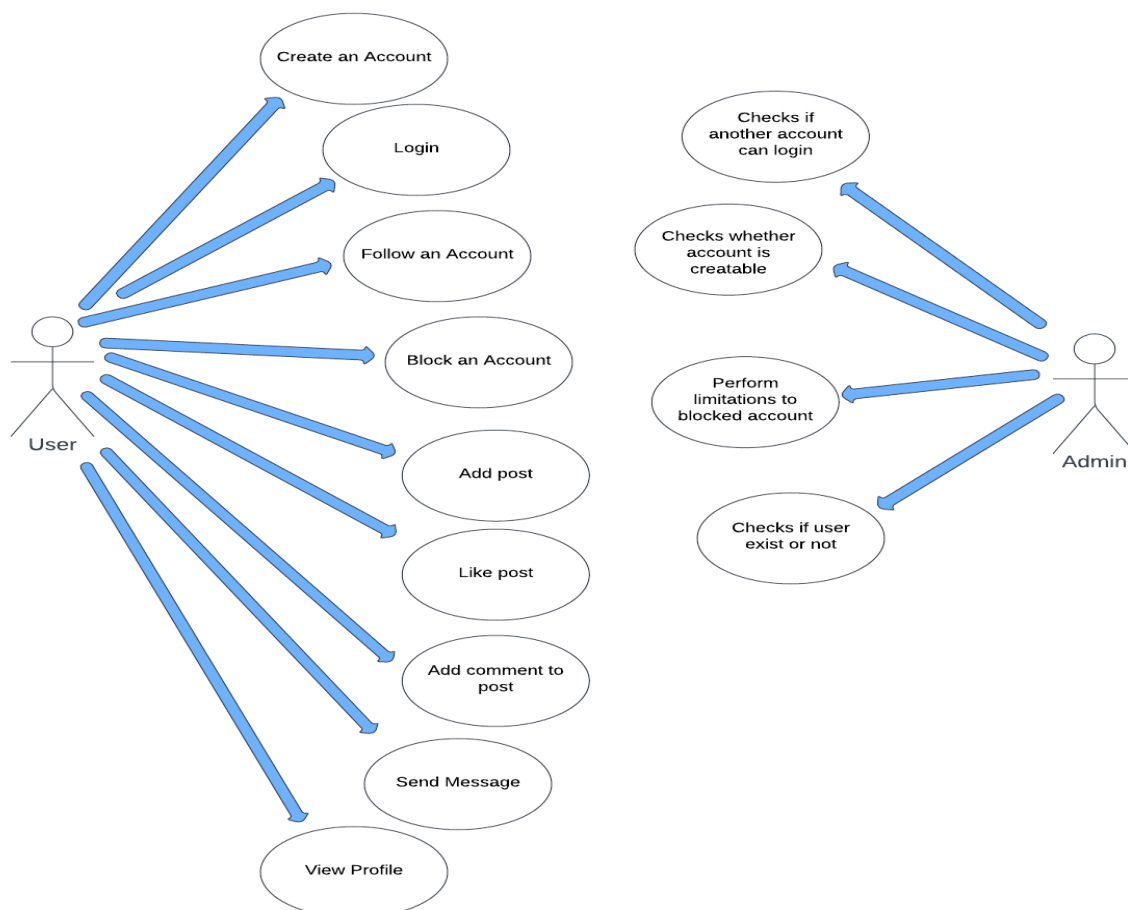 Create an Account
Login
Follow an Account
Block an Account
Add post
Like post
Add comment to
post
Send Message
View Profile
User
Checks if
another account
can login
Checks whether
account is
creatable
Perform
limitations to
blocked account
Checks if user
exist or not
Admin